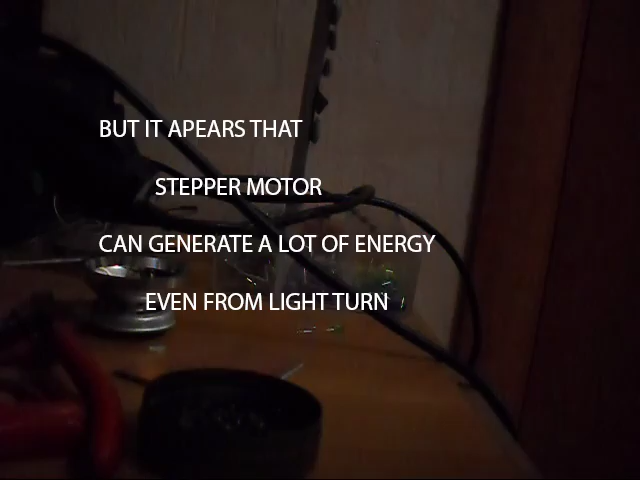 BUT IT APEARS THAT
STEPPER MOTOR
CAN GENERATE A LOT OF ENERGY
EVEN FROM LIGHT TURN